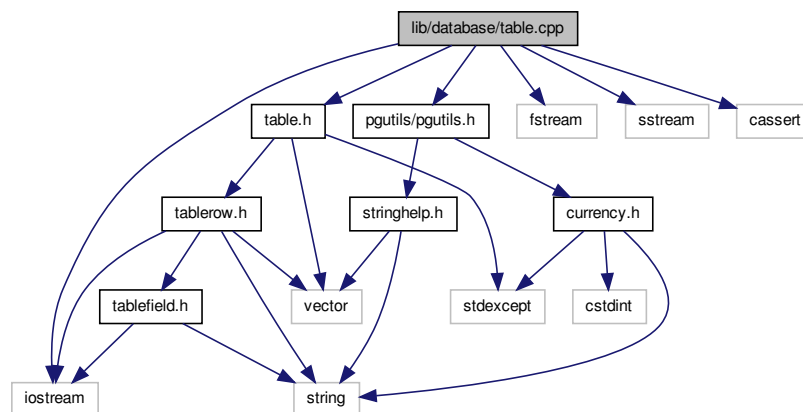 lib/database/table.cpp
table.h
pgutils/pgutils.h
fstream
sstream
cassert
tablerow.h
stringhelp.h
currency.h
tablefield.h
vector
stdexcept
cstdint
iostream
string